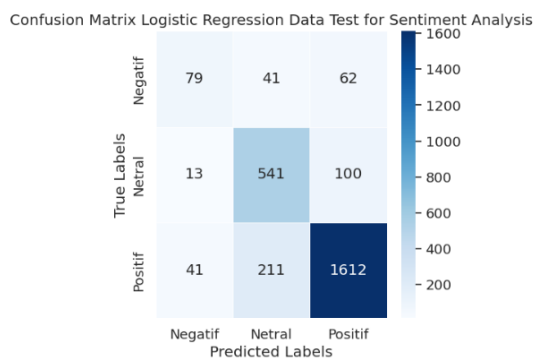 Confusion Matrix Logistic Regression Data Test for Sentiment Analysis
1600
Negatif 79 41 62
1400
1200
True Labels
Netral 13 541 100
1000
800
600
Positif 41 211 1612
400
200
Negatif Netral Positif
Predicted Labels